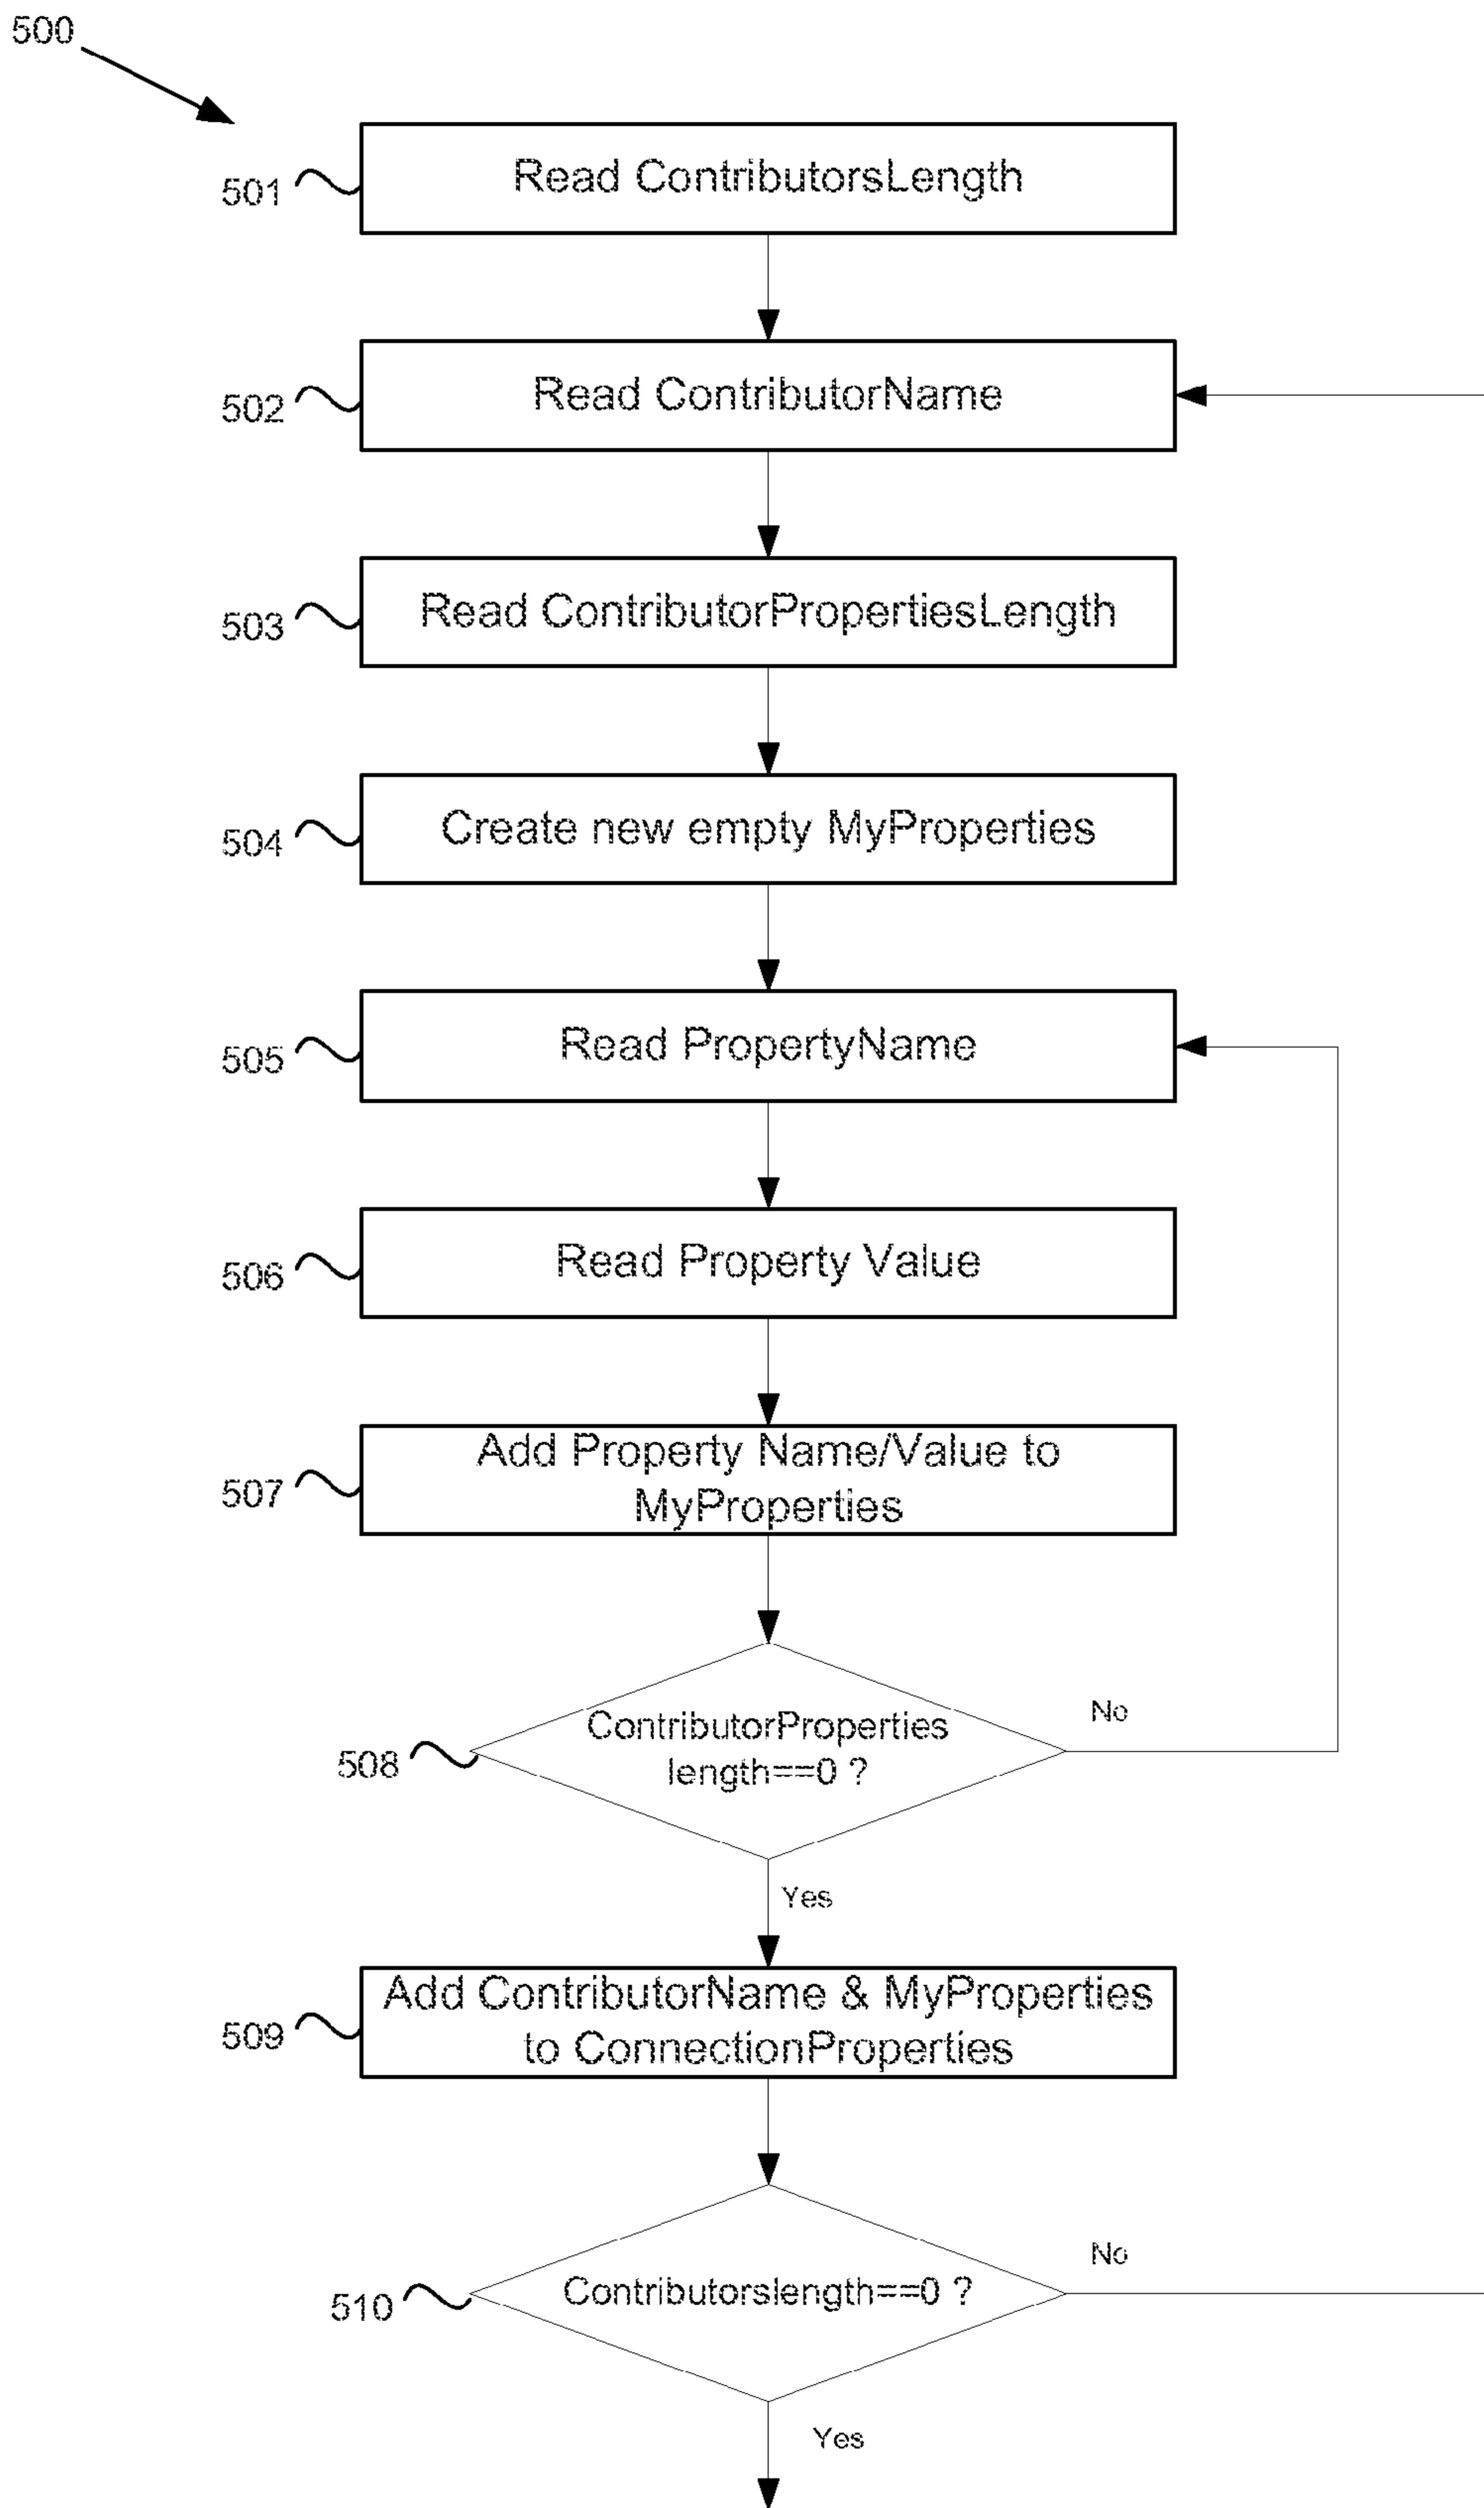 500
501
Read ContributorsLength
502
Read ContributorName
503
Read ContributorPropertiesLength
504
Create new empty MyProperties
505
Read PropertyName
506
Read Property Value
507
Add Property Name/Value to
MyProperties
508
ContributorProperties
length==0 ?
No
Yes
509
Add ContributorName & MyProperties
to ConnectionProperties
510
Contributorslength==0 ?
No
Yes